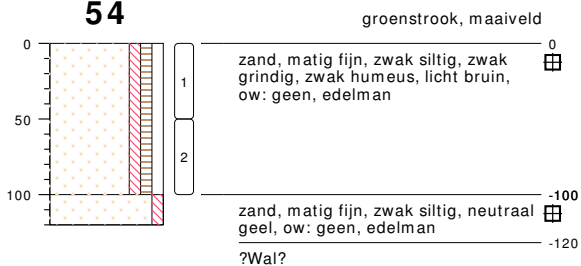 54
groenstrook, maaiveld
0
0
zand, matig fijn, zwak siltig, zwak
grindig, zwak humeus, licht bruin,
ow: geen, edelman
1
50
2
100
-100
zand, matig fijn, zwak siltig, neutraal
geel, ow: geen, edelman
-120
?Wal?